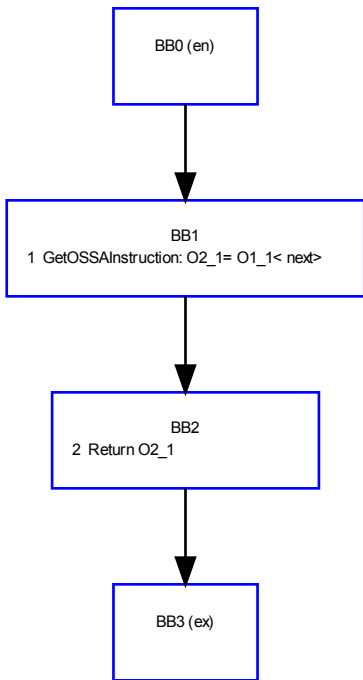 BB0 (en)
BB1
1 GetOSSAInstruction: O2_1= O1_1< next>
BB2
2 Return O2_1
BB3 (ex)